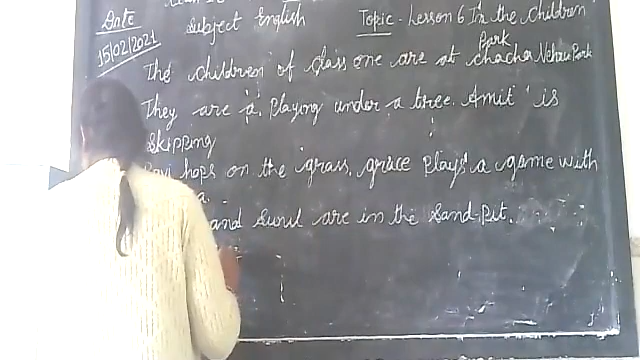 Date Subject English Topic - Lesson 6 In the Children
Park
15/02/2021
The children of class one are at chacha Nehru Park
They are a playing under a tree. Amit is
skipping
Ravi hops on the grass, grace plays a game with
a.
and Sunil are in the Sand-Pit.